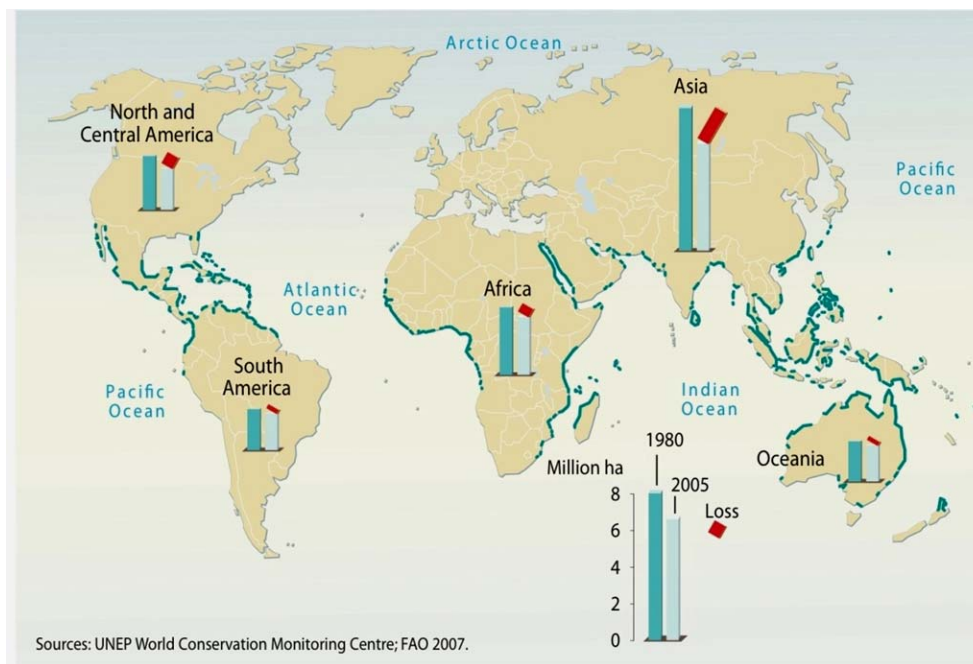 Arctic Ocean
North and
Central America
Asia
Pacific
Ocean
Atlantic
Ocean
Africa
South
America
Pacific
Ocean
Indian
Ocean
Oceania
1980
Million ha
2005
8
Loss
6
4
2
0
Sources: UNEP World Conservation Monitoring Centre; FAO 2007.